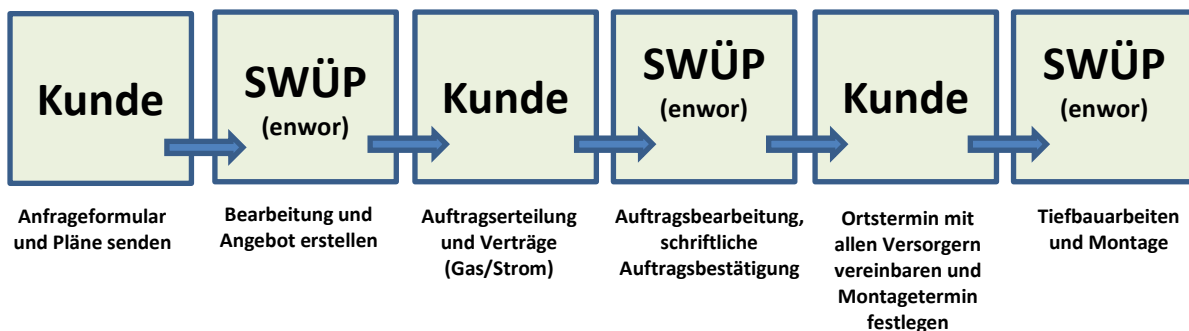 Kunde
SWÜP
(enwor)
Kunde
SWÜP
(enwor)
Kunde
SWÜP
(enwor)
Anfrageformular
und Pläne senden
Bearbeitung und
Angebot erstellen
Auftragserteilung
und Verträge
(Gas/Strom)
Auftragsbearbeitung,
schriftliche
Auftragsbestätigung
Ortstermin mit
allen Versorgern
vereinbaren und
Montagetermin
festlegen
Tiefbauarbeiten
und Montage